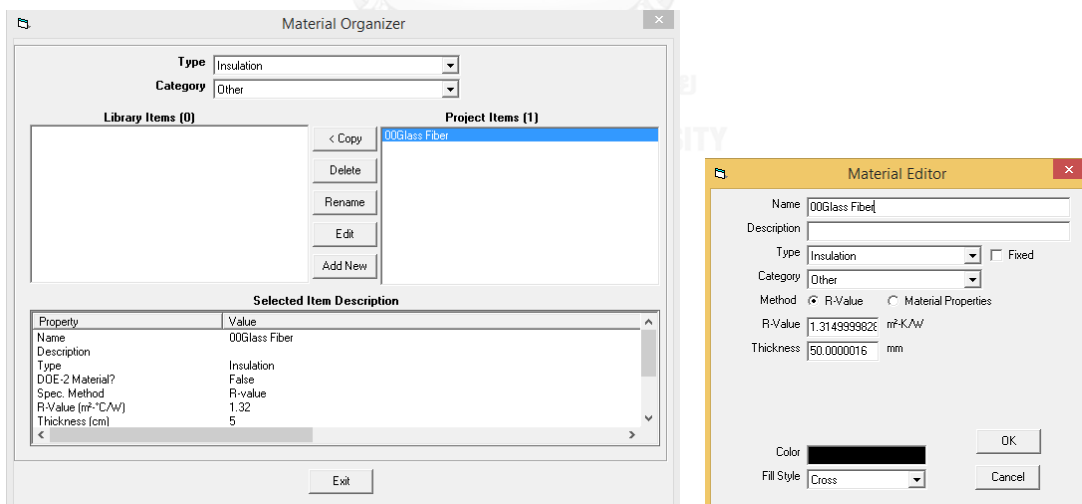 Material Organizer
Type Insulation
Category Other
Library Items (0)
Project Items (1)
00Glass Fiber
< Copy
Delete
Rename
Edit
Add New
Selected Item Description
Property Value
Name 00Glass Fiber
Description
Type Insulation
DOE-2 Material? False
Spec. Method R-value
R-Value (m²-°C/W) 1.32
Thickness (cm) 5
Exit
SITY
Material Editor
Name 00Glass Fiber
Description
Type Insulation Fixed
Category Other
Method R-Value Material Properties
R-Value 1.3149999828 m²-K/W
Thickness 50.0000016 mm
Color
OK
Fill Style Cross
Cancel